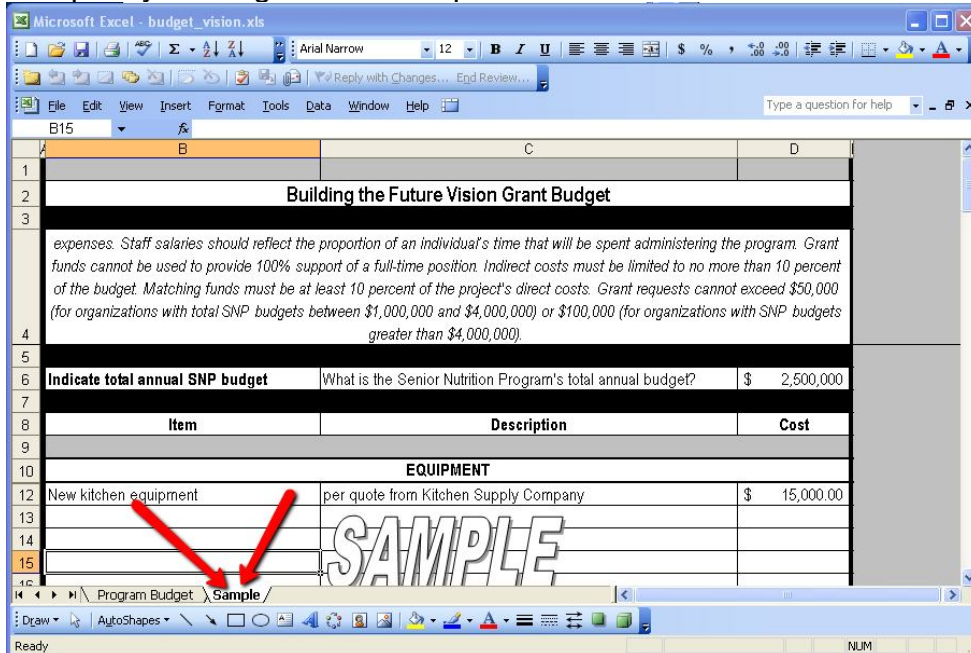 Microsoft Excel - budget_vision.xls
Arial Narrow 12 B I U $ % ,
Reply with Changes... End Review...
File Edit View Insert Format Tools Data Window Help Type a question for help
B15 fx
B C D
1
2 Building the Future Vision Grant Budget
3
expenses. Staff salaries should reflect the proportion of an individual's time that will be spent administering the program. Grant
funds cannot be used to provide 100% support of a full-time position. Indirect costs must be limited to no more than 10 percent
of the budget. Matching funds must be at least 10 percent of the project's direct costs. Grant requests cannot exceed $50,000
(for organizations with total SNP budgets between $1,000,000 and $4,000,000) or $100,000 (for organizations with SNP budgets
4 greater than $4,000,000).
5
6 Indicate total annual SNP budget What is the Senior Nutrition Program's total annual budget? $ 2,500,000
7
8 Item Description Cost
9
10 EQUIPMENT
12 New kitchen equipment per quote from Kitchen Supply Company $ 15,000.00
13
14 SAMPLE
15
Program Budget Sample
Draw AutoShapes
Ready NUM